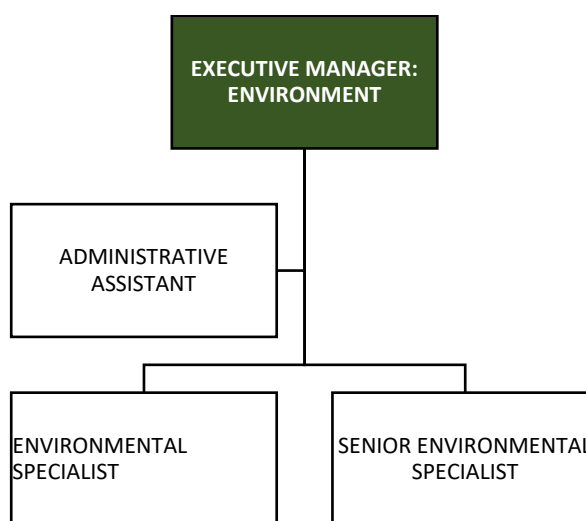 EXECUTIVE MANAGER:
ENVIRONMENT
ADMINISTRATIVE
ASSISTANT
ENVIRONMENTAL
SPECIALIST
SENIOR ENVIRONMENTAL
SPECIALIST